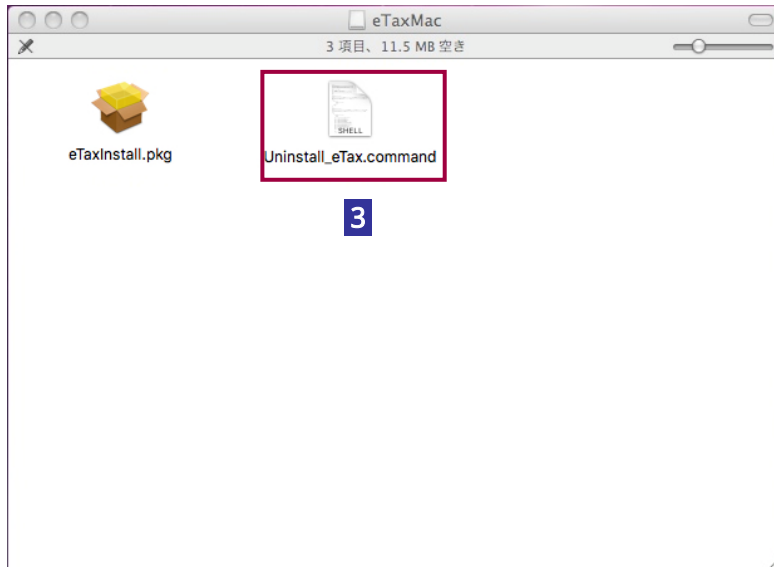 eTaxMac
3 項目、11.5 MB 空き
SHELL
eTaxInstall.pkg
Uninstall_eTax.command
3